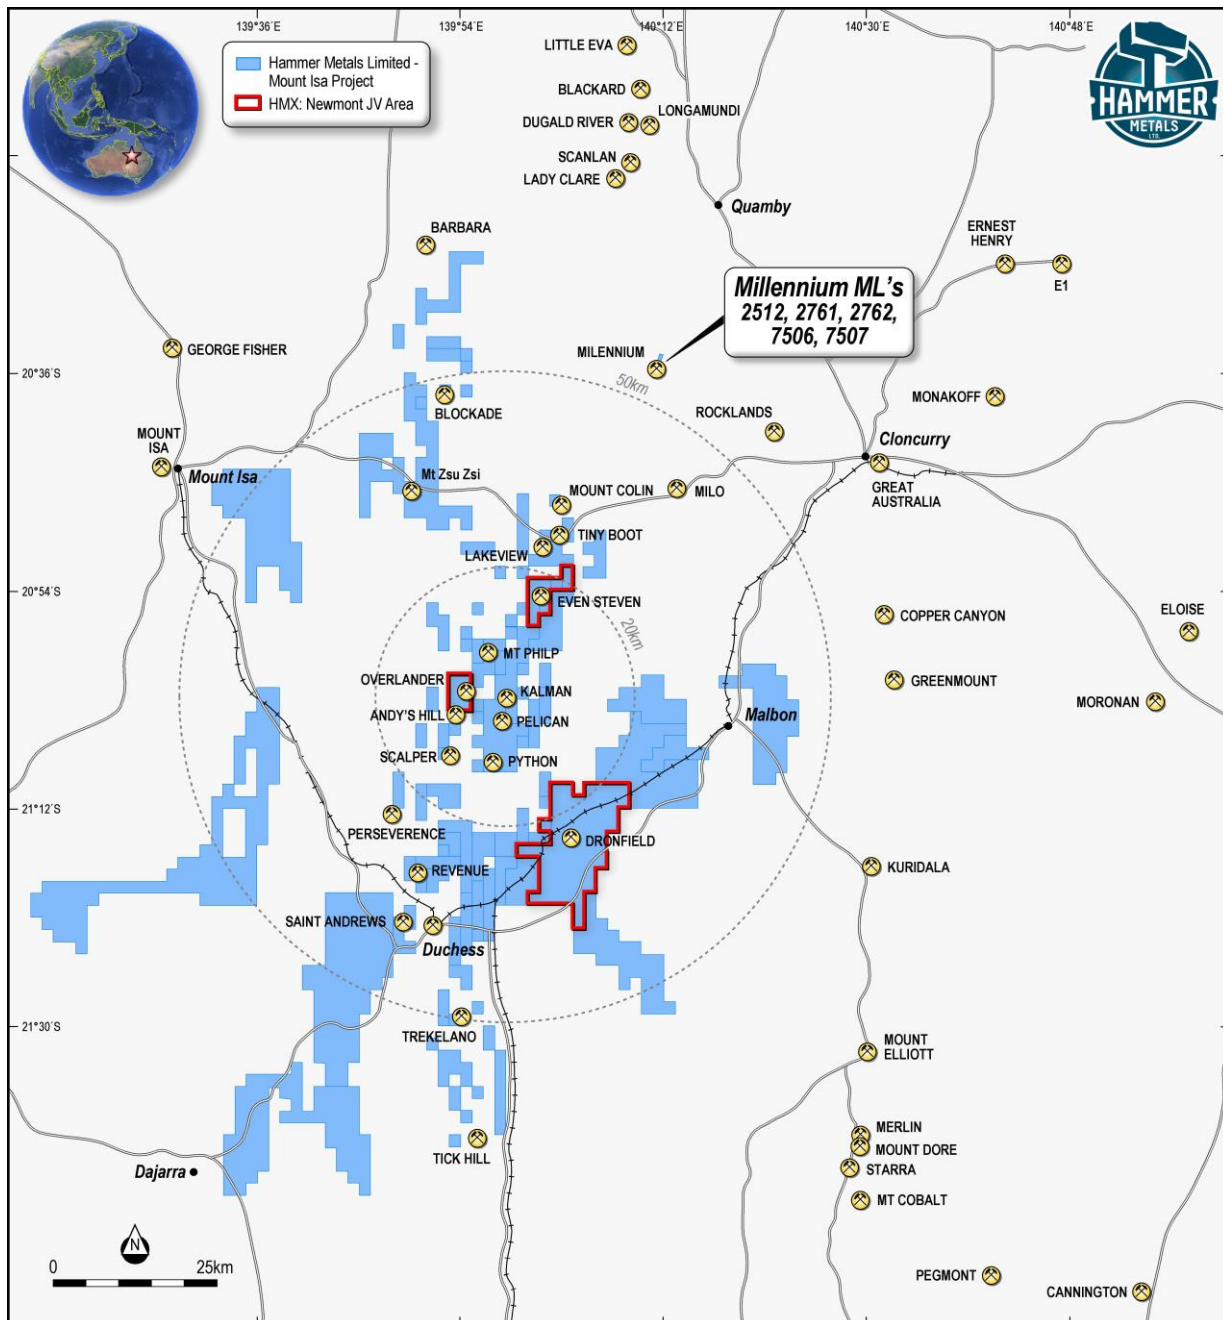 139°36'
139°54'
140°12'
140°30'
140°48'
Hammer Metals Limited -
Mount Isa Project
HMX: Newmont JV Area
HAMMER
METALS
LTD.
LITTLE EVA
BLACKARD
DUGALD RIVER
LONGAMUNDI
SCANLAN
LADY CLARE
Quamby
BARBARA
ERNEST
HENRY
E1
Millennium ML's
2512, 2761, 2762,
7506, 7507
GEORGE FISHER
MILENNIUM
20°36'S
50km
BLOCKADE
MONAKOFF
ROCKLANDS
MOUNT
ISA
Mount Isa
Cloncurry
GREAT
AUSTRALIA
Mt Zsu Zsi
MOUNT COLIN
MILO
TINY BOOT
LAKEVIEW
20°54'S
EVEN STEVEN
20km
COPPER CANYON
ELOISE
MT PHILP
OVERLANDER
KALMAN
GREENMOUNT
MORONAN
ANDY'S HILL
PELICAN
Malbon
SCALPER
PYTHON
21°12'S
PERSEVERENCE
DRONFIELD
REVENUE
KURIDALA
SAINT ANDREWS
Duchess
21°30'S
TREKELANO
MOUNT
ELLIOTT
MERLIN
MOUNT DORE
STARRA
TICK HILL
Dajarra
MT COBALT
N
0
25km
PEGMONT
CANNINGTON